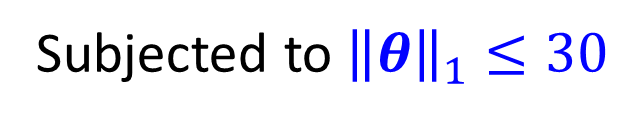 Subjected to ‖𝜽‖₁ ≤ 30